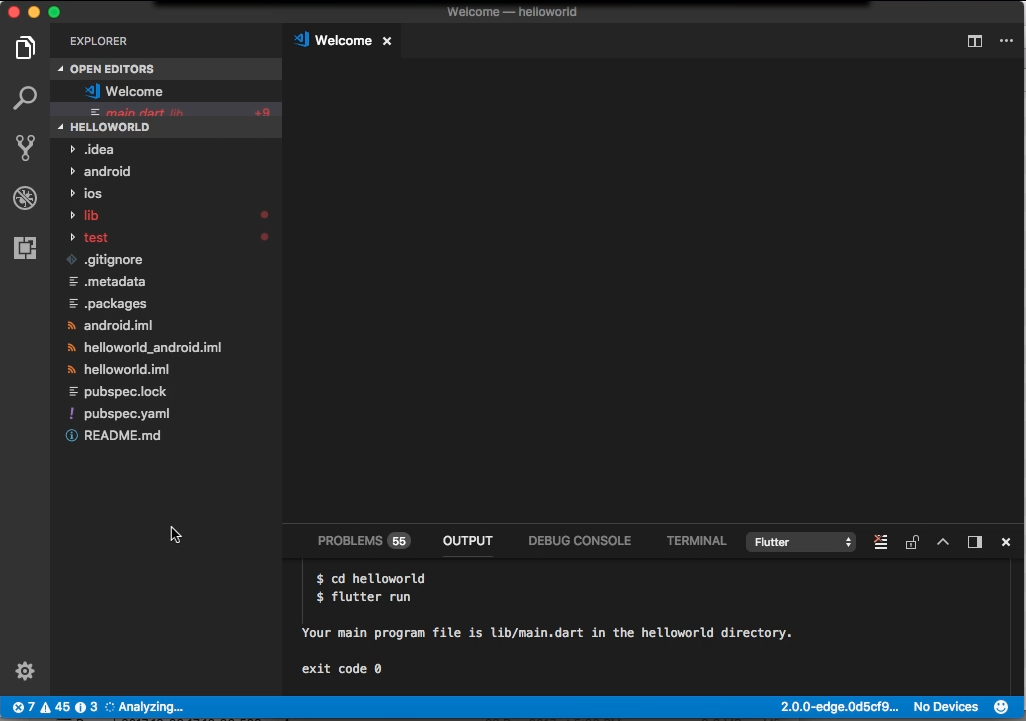 Welcome — helloworld
EXPLORER
OPEN EDITORS
Welcome
main.dart lib +9
HELLOWORLD
.idea
android
ios
lib
test
.gitignore
.metadata
.packages
android.iml
helloworld_android.iml
helloworld.iml
pubspec.lock
! pubspec.yaml
README.md
Welcome ×
PROBLEMS 55 OUTPUT DEBUG CONSOLE TERMINAL Flutter
$ cd helloworld
$ flutter run
Your main program file is lib/main.dart in the helloworld directory.
exit code 0
7 45 3 Analyzing... 2.0.0-edge.0d5cf9... No Devices